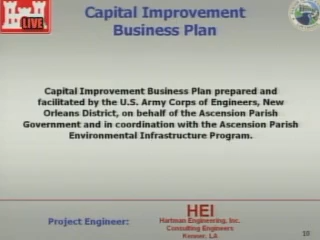 LIVE
Capital Improvement
Business Plan
Capital Improvement Business Plan prepared and
facilitated by the U.S. Army Corps of Engineers, New
Orleans District, on behalf of the Ascension Parish
Government and in coordination with the Ascension Parish
Environmental Infrastructure Program.
Project Engineer:
HEI
Hartman Engineering, Inc.
Consulting Engineers
Kenner, LA
10